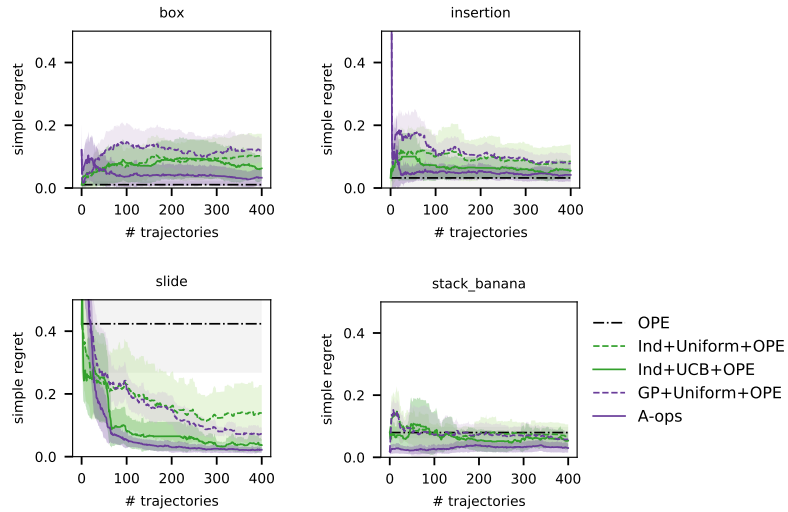 box
simple regret
0.4
0.2
0.0
0 100 200 300 400
# trajectories
insertion
simple regret
0.4
0.2
0.0
0 100 200 300 400
# trajectories
slide
simple regret
0.4
0.2
0.0
0 100 200 300 400
# trajectories
stack_banana
simple regret
0.4
0.2
0.0
0 100 200 300 400
# trajectories
OPE
Ind+Uniform+OPE
Ind+UCB+OPE
GP+Uniform+OPE
A-ops